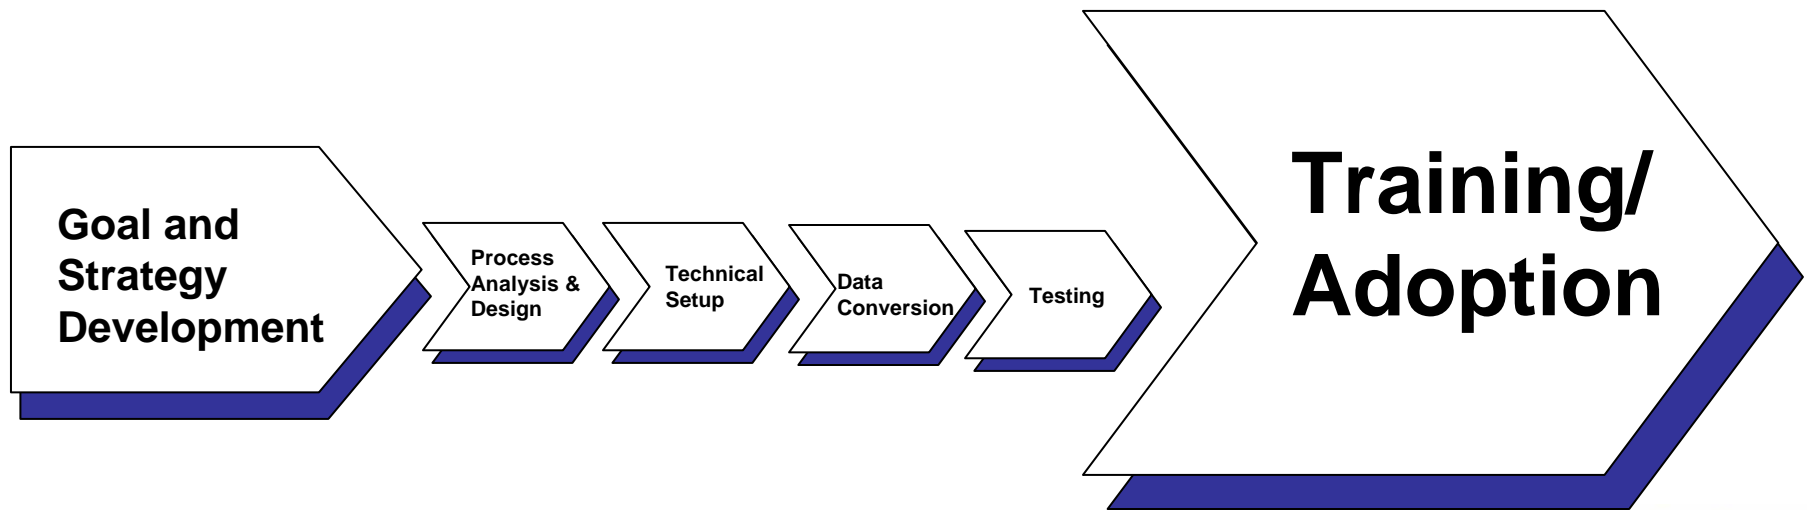 Goal and
Strategy
Development
Process
Analysis &
Design
Technical
Setup
Data
Conversion
Testing
Training/
Adoption